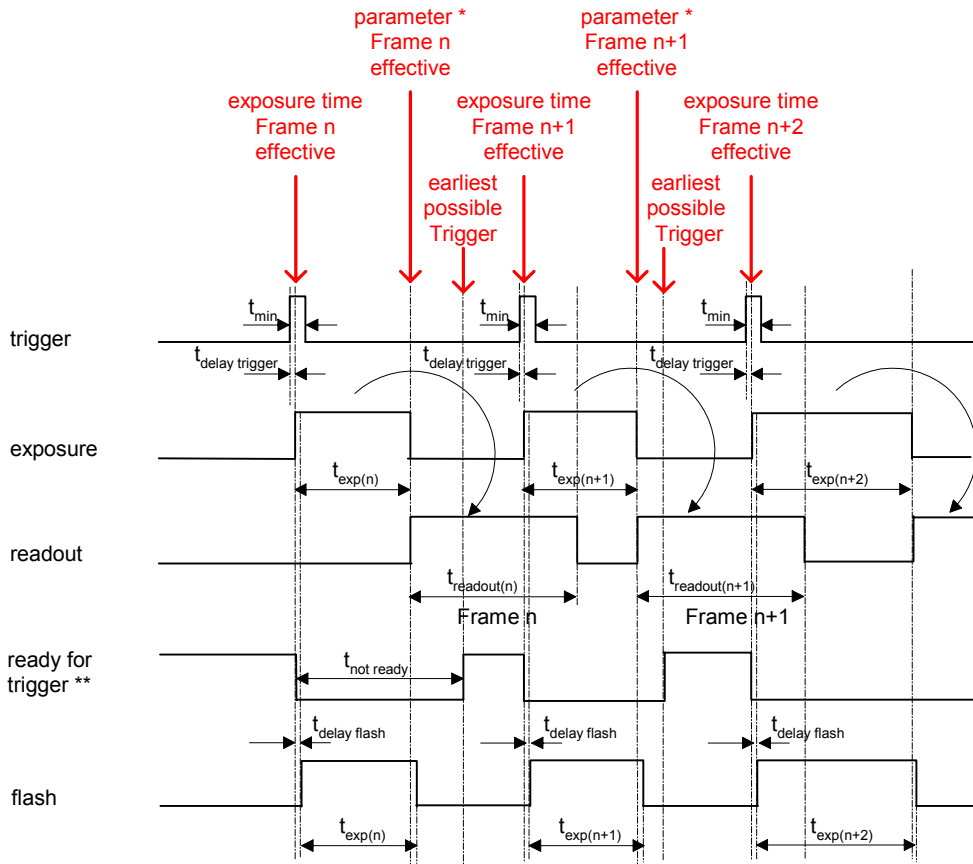 parameter *
Frame n
effective
parameter *
Frame n+1
effective
exposure time
Frame n
effective
exposure time
Frame n+1
effective
exposure time
Frame n+2
effective
earliest
possible
Trigger
earliest
possible
Trigger
trigger
tmin
tmin
tmin
tdelay trigger
tdelay trigger
tdelay trigger
exposure
texp(n)
texp(n+1)
texp(n+2)
readout
treadout(n)
treadout(n+1)
Frame n
Frame n+1
ready for
trigger **
tnot ready
tdelay flash
tdelay flash
tdelay flash
flash
texp(n)
texp(n+1)
texp(n+2)